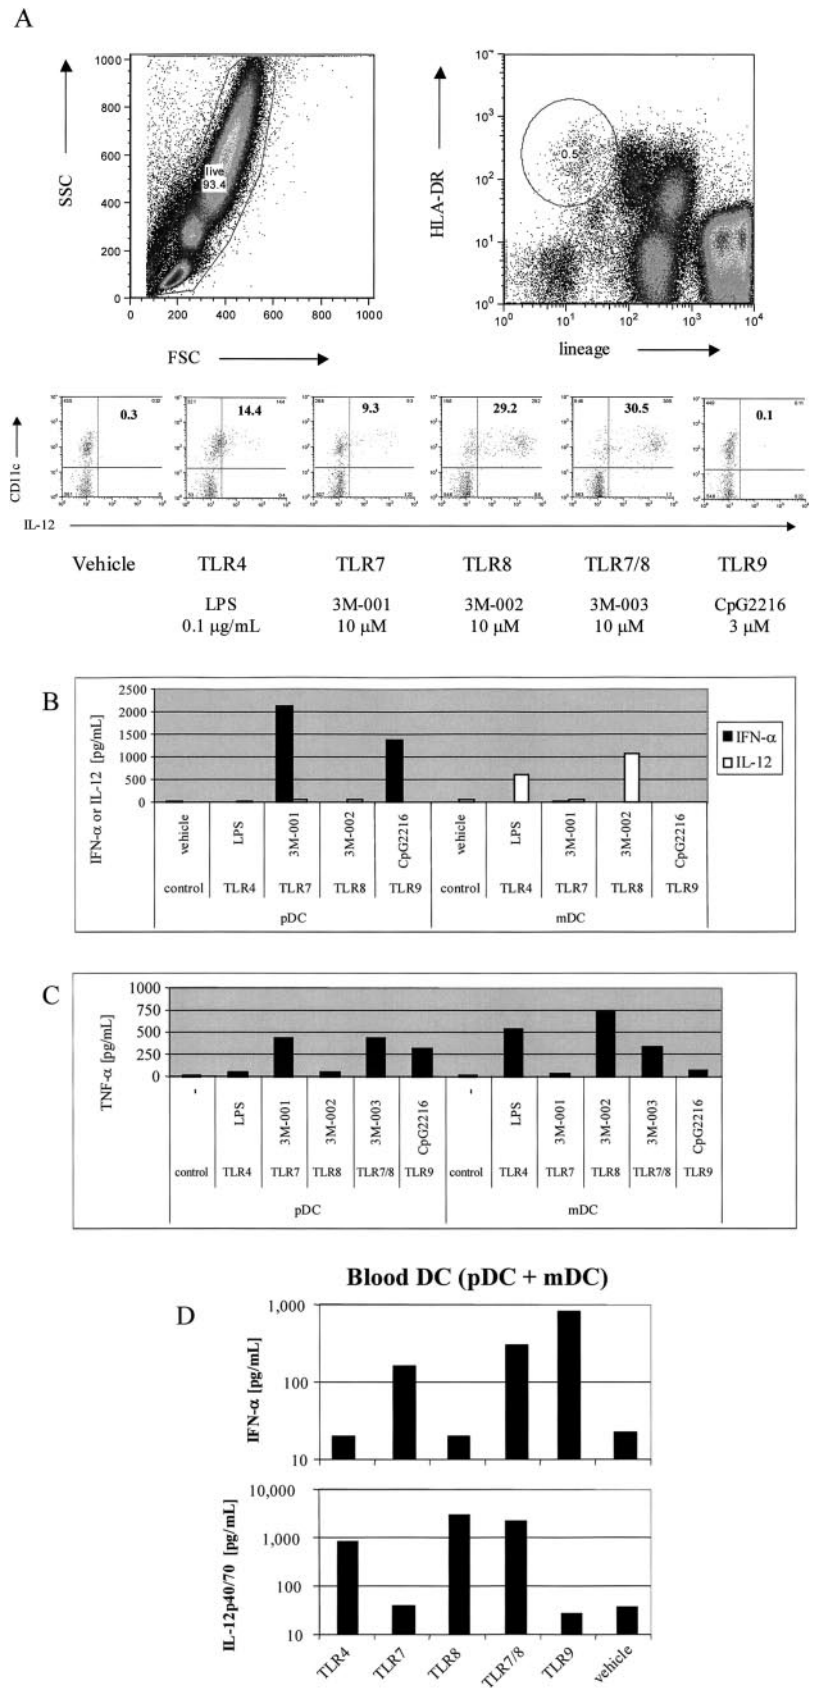 A
SSC
1000
800
600
400
200
0
live
93.4
0 200 400 600 800 1000
FSC
HLA-DR
10⁴
10³
10²
10¹
10⁰
0.5
10⁰ 10¹ 10² 10³ 10⁴
lineage
CD11c
0.3 14.4 9.3 29.2 30.5 0.1
IL-12
Vehicle TLR4 TLR7 TLR8 TLR7/8 TLR9
LPS 3M-001 3M-002 3M-003 CpG2216
0.1 μg/mL 10 μM 10 μM 10 μM 3 μM
B
IFN-α or IL-12 [pg/mL]
2500
2000
1500
1000
500
0
IFN-α
IL-12
vehicle LPS 3M-001 3M-002 CpG2216 vehicle LPS 3M-001 3M-002 CpG2216
control TLR4 TLR7 TLR8 TLR9 control TLR4 TLR7 TLR8 TLR9
pDC mDC
C
TNF-α [pg/mL]
1000
750
500
250
0
- LPS 3M-001 3M-002 3M-003 CpG2216 - LPS 3M-001 3M-002 3M-003 CpG2216
control TLR4 TLR7 TLR8 TLR7/8 TLR9 control TLR4 TLR7 TLR8 TLR7/8 TLR9
pDC mDC
Blood DC (pDC + mDC)
D
IFN-α [pg/mL]
1,000
100
10
IL-12p40/70 [pg/mL]
10,000
1,000
100
10
TLR4 TLR7 TLR8 TLR7/8 TLR9 vehicle